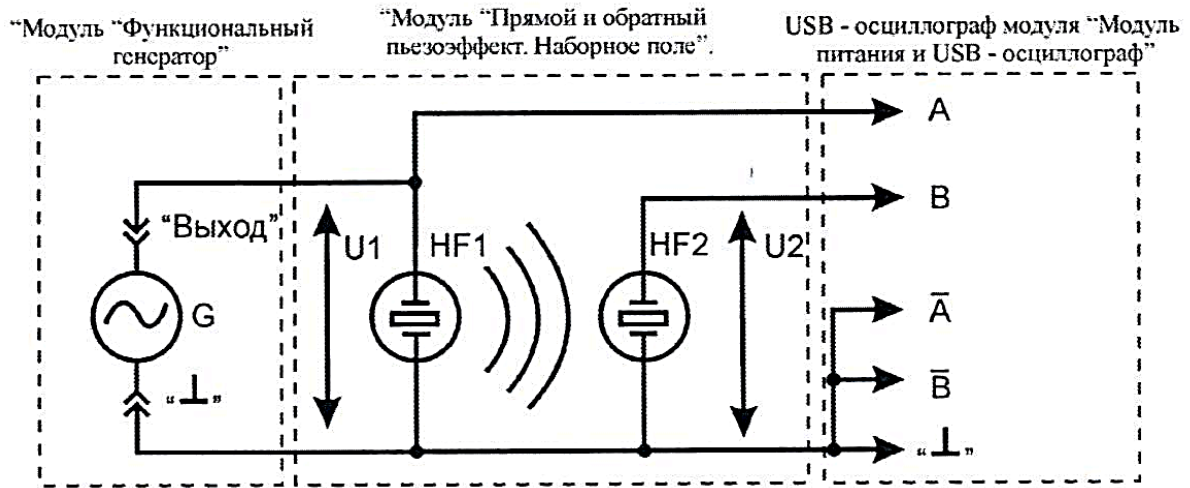 “Модуль “Функциональный
генератор”
“Модуль “Прямой и обратный
пьезоэффект. Наборное поле”.
USB - осциллограф модуля “Модуль
питания и USB - осциллограф”
A
B
“Выход”
U1
HF1
HF2
U2
G
A̅
B̅
“⊥”
“⊥”